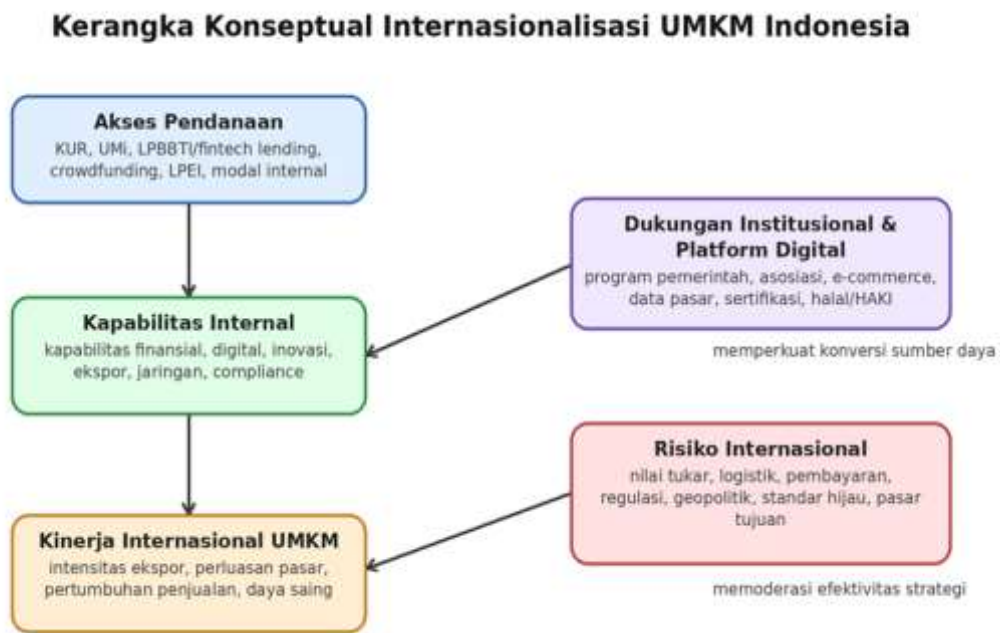 Kerangka Konseptual Internasionalisasi UMKM Indonesia
Akses Pendanaan
KUR, UMi, LPBBTI/fintech lending,
crowdfunding, LPEI, modal internal
Dukungan Institusional &
Platform Digital
program pemerintah, asosiasi, e-commerce,
data pasar, sertifikasi, halal/HAKI
Kapabilitas Internal
kapabilitas finansial, digital, inovasi,
ekspor, jaringan, compliance
memperkuat konversi sumber daya
Risiko Internasional
nilai tukar, logistik, pembayaran,
regulasi, geopolitik, standar hijau, pasar
tujuan
Kinerja Internasional UMKM
intensitas ekspor, perluasan pasar,
pertumbuhan penjualan, daya saing
memoderasi efektivitas strategi